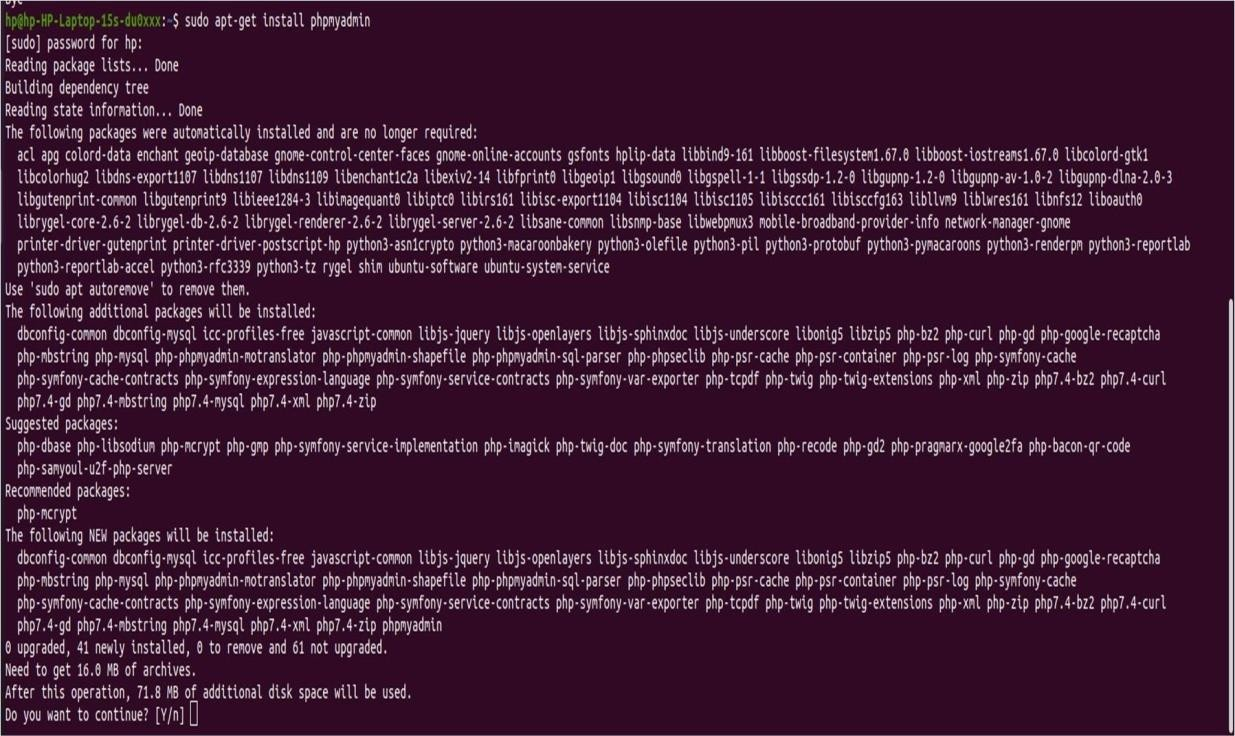 Bye
hp@hp-HP-Laptop-15s-du0xxx:~$ sudo apt-get install phpmyadmin
[sudo] password for hp:
Reading package lists... Done
Building dependency tree
Reading state information... Done
The following packages were automatically installed and are no longer required:
  acl apg colord-data enchant geoip-database gnome-control-center-faces gnome-online-accounts gsfonts hplip-data libbind9-161 libboost-filesystem1.67.0 libboost-iostreams1.67.0 libcolord-gtk1
  libcolorhug2 libdns-export1107 libdns1107 libdns1109 libenchant1c2a libexiv2-14 libfprint0 libgeoip1 libgsound0 libgspell-1-1 libgssdp-1.2-0 libgupnp-1.2-0 libgupnp-av-1.0-2 libgupnp-dlna-2.0-3
  libgutenprint-common libgutenprint9 libieee1284-3 libimagequant0 libiptc0 libirs161 libisc-export1104 libisc1104 libisc1105 libisccc161 libisccfg163 libllvm9 liblwres161 libnfs12 liboauth0
  librygel-core-2.6-2 librygel-db-2.6-2 librygel-renderer-2.6-2 librygel-server-2.6-2 libsane-common libsnmp-base libwebpmux3 mobile-broadband-provider-info network-manager-gnome
  printer-driver-gutenprint printer-driver-postscript-hp python3-asn1crypto python3-macaroonbakery python3-olefile python3-pil python3-protobuf python3-pymacaroons python3-renderpm python3-reportlab
  python3-reportlab-accel python3-rfc3339 python3-tz rygel shim ubuntu-software ubuntu-system-service
Use 'sudo apt autoremove' to remove them.
The following additional packages will be installed:
  dbconfig-common dbconfig-mysql icc-profiles-free javascript-common libjs-jquery libjs-openlayers libjs-sphinxdoc libjs-underscore libonig5 libzip5 php-bz2 php-curl php-gd php-google-recaptcha
  php-mbstring php-mysql php-phpmyadmin-motranslator php-phpmyadmin-shapefile php-phpmyadmin-sql-parser php-phpseclib php-psr-cache php-psr-container php-psr-log php-symfony-cache
  php-symfony-cache-contracts php-symfony-expression-language php-symfony-service-contracts php-symfony-var-exporter php-tcpdf php-twig php-twig-extensions php-xml php-zip php7.4-bz2 php7.4-curl
  php7.4-gd php7.4-mbstring php7.4-mysql php7.4-xml php7.4-zip
Suggested packages:
  php-dbase php-libsodium php-mcrypt php-gmp php-symfony-service-implementation php-imagick php-twig-doc php-symfony-translation php-recode php-gd2 php-pragmarx-google2fa php-bacon-qr-code
  php-samyoul-u2f-php-server
Recommended packages:
  php-mcrypt
The following NEW packages will be installed:
  dbconfig-common dbconfig-mysql icc-profiles-free javascript-common libjs-jquery libjs-openlayers libjs-sphinxdoc libjs-underscore libonig5 libzip5 php-bz2 php-curl php-gd php-google-recaptcha
  php-mbstring php-mysql php-phpmyadmin-motranslator php-phpmyadmin-shapefile php-phpmyadmin-sql-parser php-phpseclib php-psr-cache php-psr-container php-psr-log php-symfony-cache
  php-symfony-cache-contracts php-symfony-expression-language php-symfony-service-contracts php-symfony-var-exporter php-tcpdf php-twig php-twig-extensions php-xml php-zip php7.4-bz2 php7.4-curl
  php7.4-gd php7.4-mbstring php7.4-mysql php7.4-xml php7.4-zip phpmyadmin
0 upgraded, 41 newly installed, 0 to remove and 61 not upgraded.
Need to get 16.0 MB of archives.
After this operation, 71.8 MB of additional disk space will be used.
Do you want to continue? [Y/n]